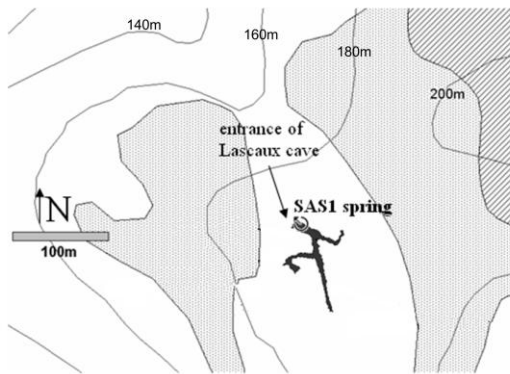 140m
160m
180m
200m
entrance of
Lascaux cave
SAS1 spring
N
100m